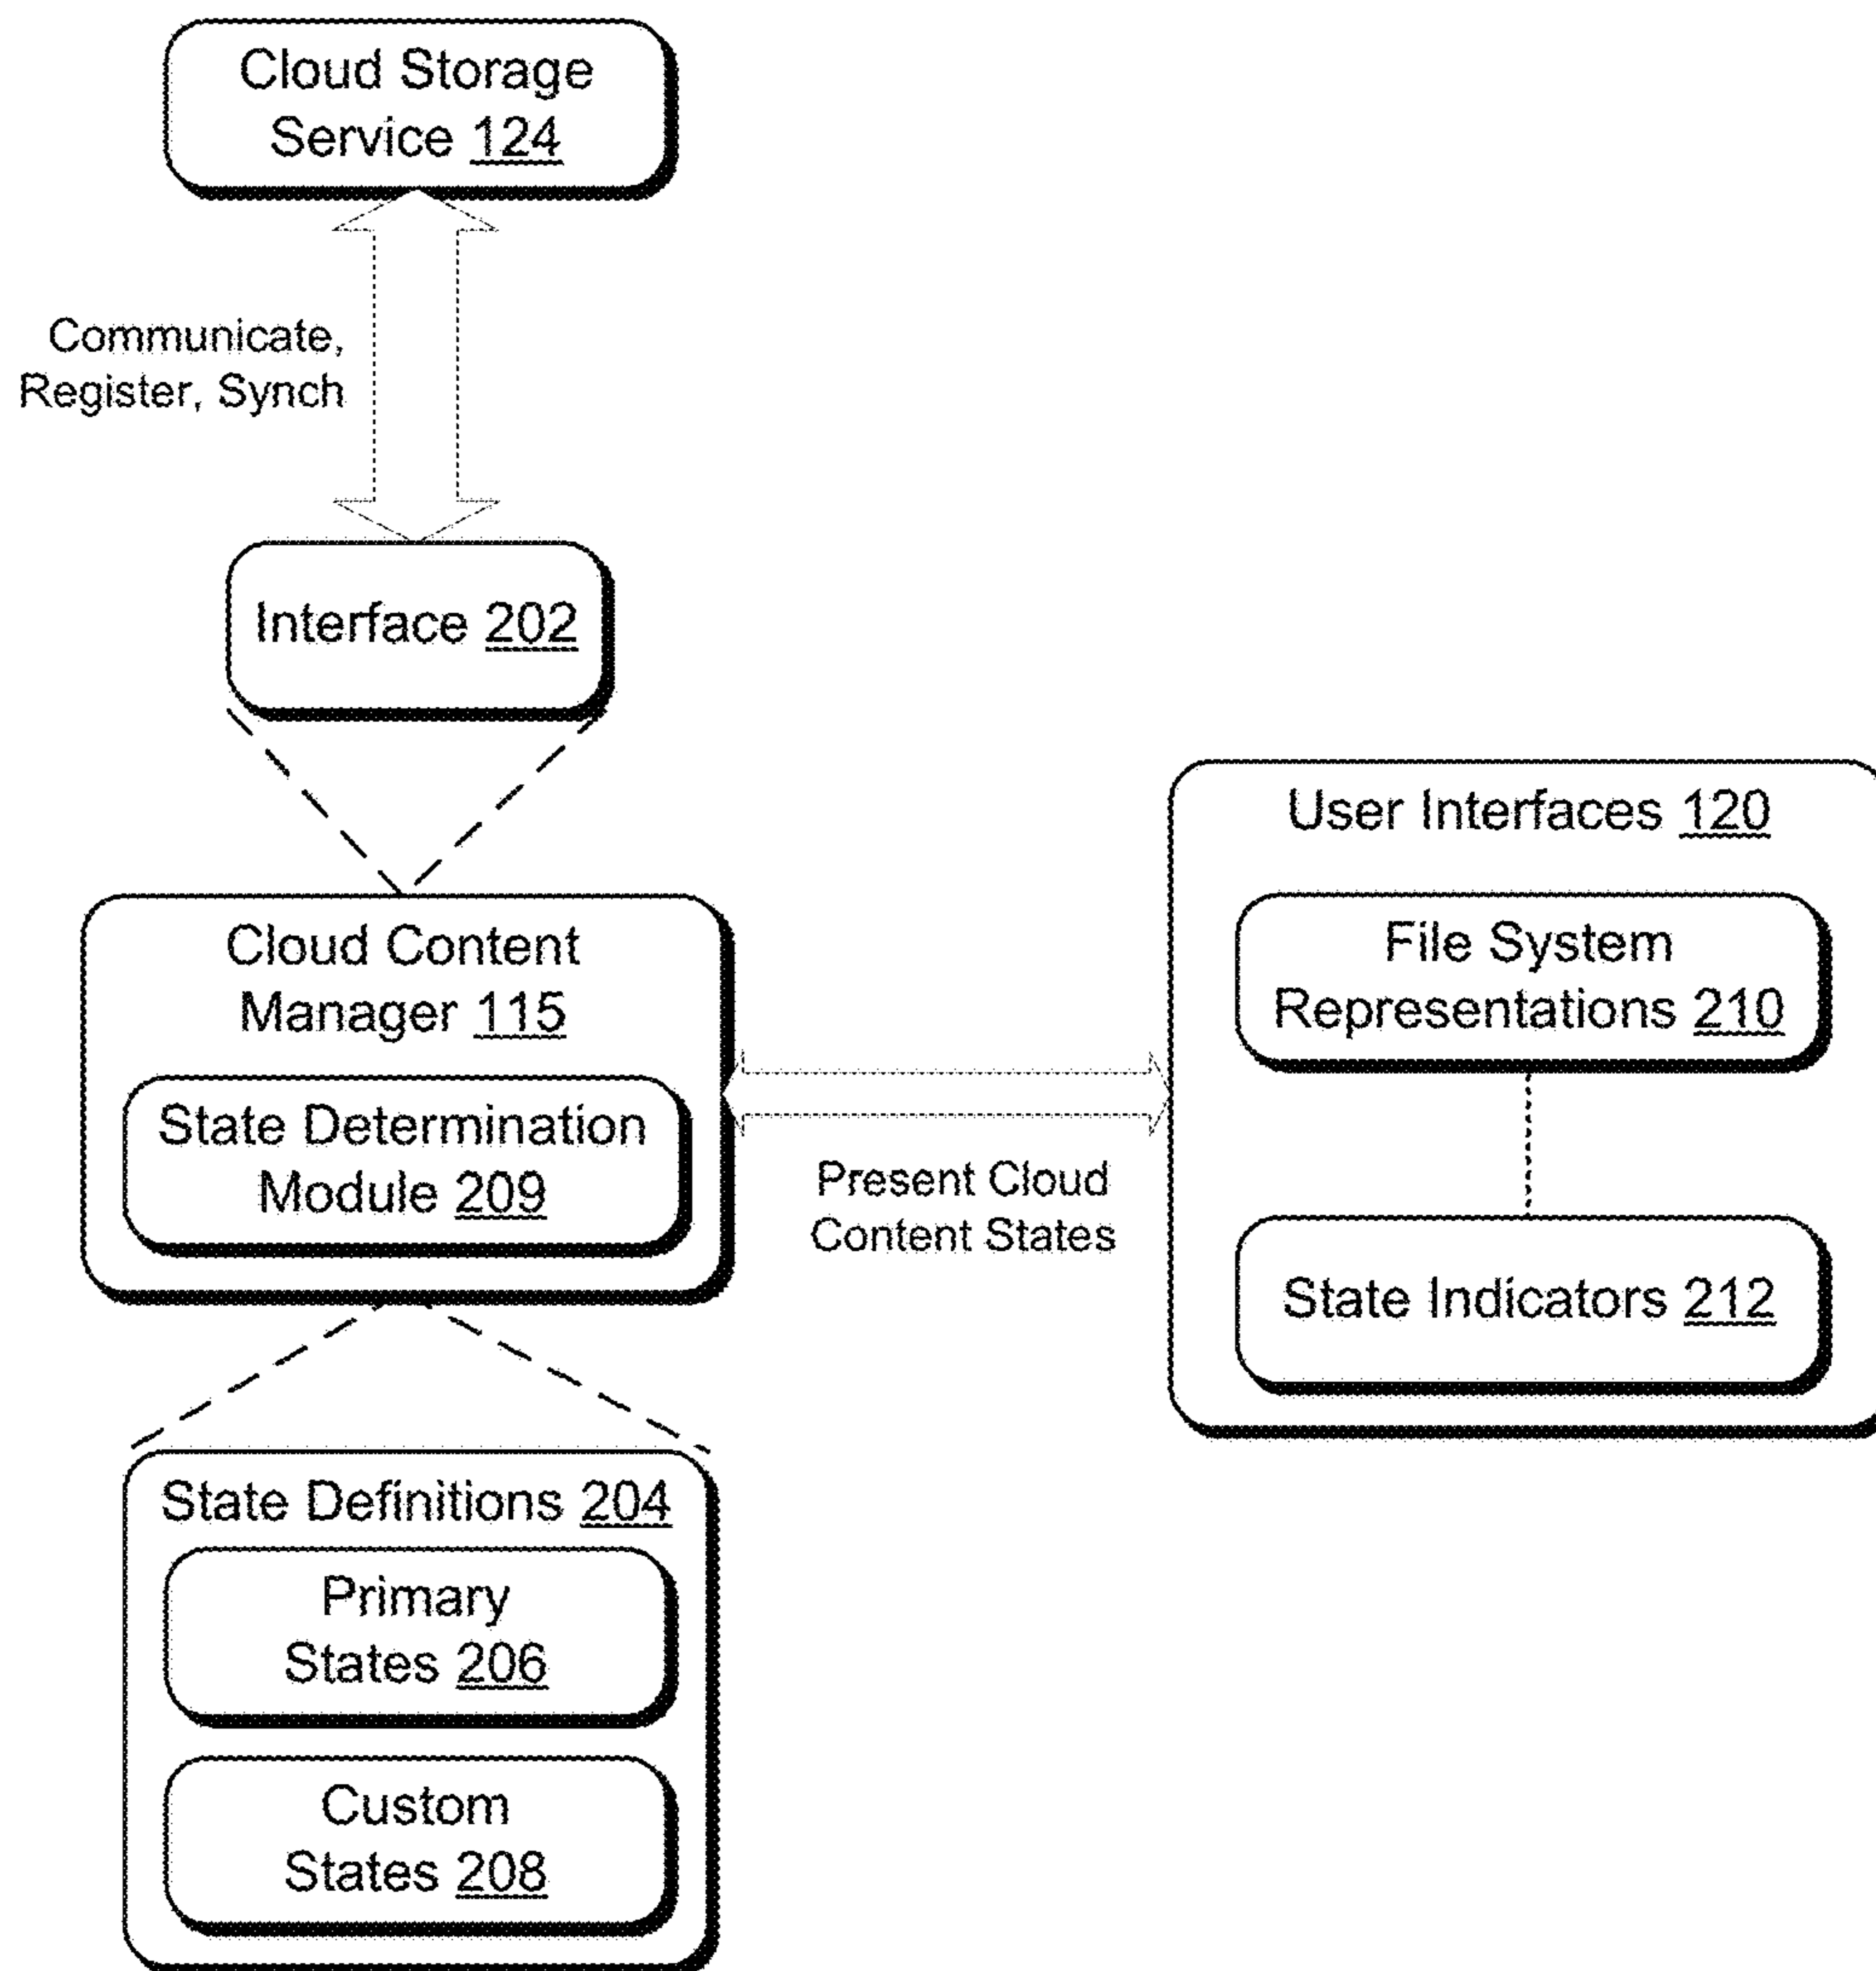 Cloud Storage
Service 124
Communicate,
Register, Synch
Interface 202
Cloud Content
Manager 115
State Determination
Module 209
Present Cloud
Content States
User Interfaces 120
File System
Representations 210
State Indicators 212
State Definitions 204
Primary
States 206
Custom
States 208